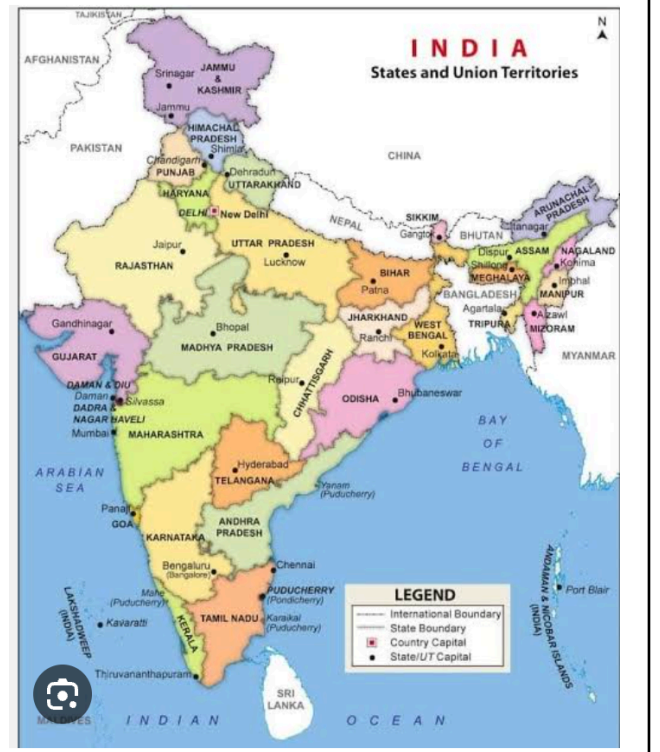 TAJIKISTAN
N
INDIA
States and Union Territories
AFGHANISTAN
JAMMU
&
KASHMIR
Srinagar
Jammu
PAKISTAN
HIMACHAL
PRADESH
Shimla
CHINA
Chandigarh
PUNJAB
Dehradun
UTTARAKHAND
HARYANA
DELHI
New Delhi
NEPAL
SIKKIM
Gangtok
BHUTAN
ARUNACHAL
PRADESH
Itanagar
Jaipur
RAJASTHAN
UTTAR PRADESH
Lucknow
Dispur
ASSAM
NAGALAND
Shillong
Kohima
MEGHALAYA
BIHAR
Patna
Imphal
MANIPUR
BANGLADESH
Agartala
TRIPURA
Aizawl
MIZORAM
Gandhinagar
GUJARAT
Bhopal
MADHYA PRADESH
JHARKHAND
Ranchi
WEST
BENGAL
Kolkata
MYANMAR
CHHATTISGARH
Raipur
DAMAN & DIU
Daman
Silvassa
DADRA &
NAGAR HAVELI
ODISHA
Bhubaneswar
Mumbai
MAHARASHTRA
BAY
OF
BENGAL
ARABIAN
SEA
Hyderabad
TELANGANA
Yanam
(Puducherry)
Panaji
GOA
KARNATAKA
ANDHRA
PRADESH
Bengaluru
(Bangalore)
Chennai
Mahe
(Puducherry)
PUDUCHERRY
(Pondicherry)
LAKSHADWEEP
(INDIA)
Kavaratti
KERALA
TAMIL NADU
Karaikal
(Puducherry)
Thiruvananthapuram
ANDAMAN & NICOBAR ISLANDS
(INDIA)
Port Blair
LEGEND
International Boundary
State Boundary
Country Capital
State/UT Capital
SRI
LANKA
MALDIVES
INDIAN OCEAN